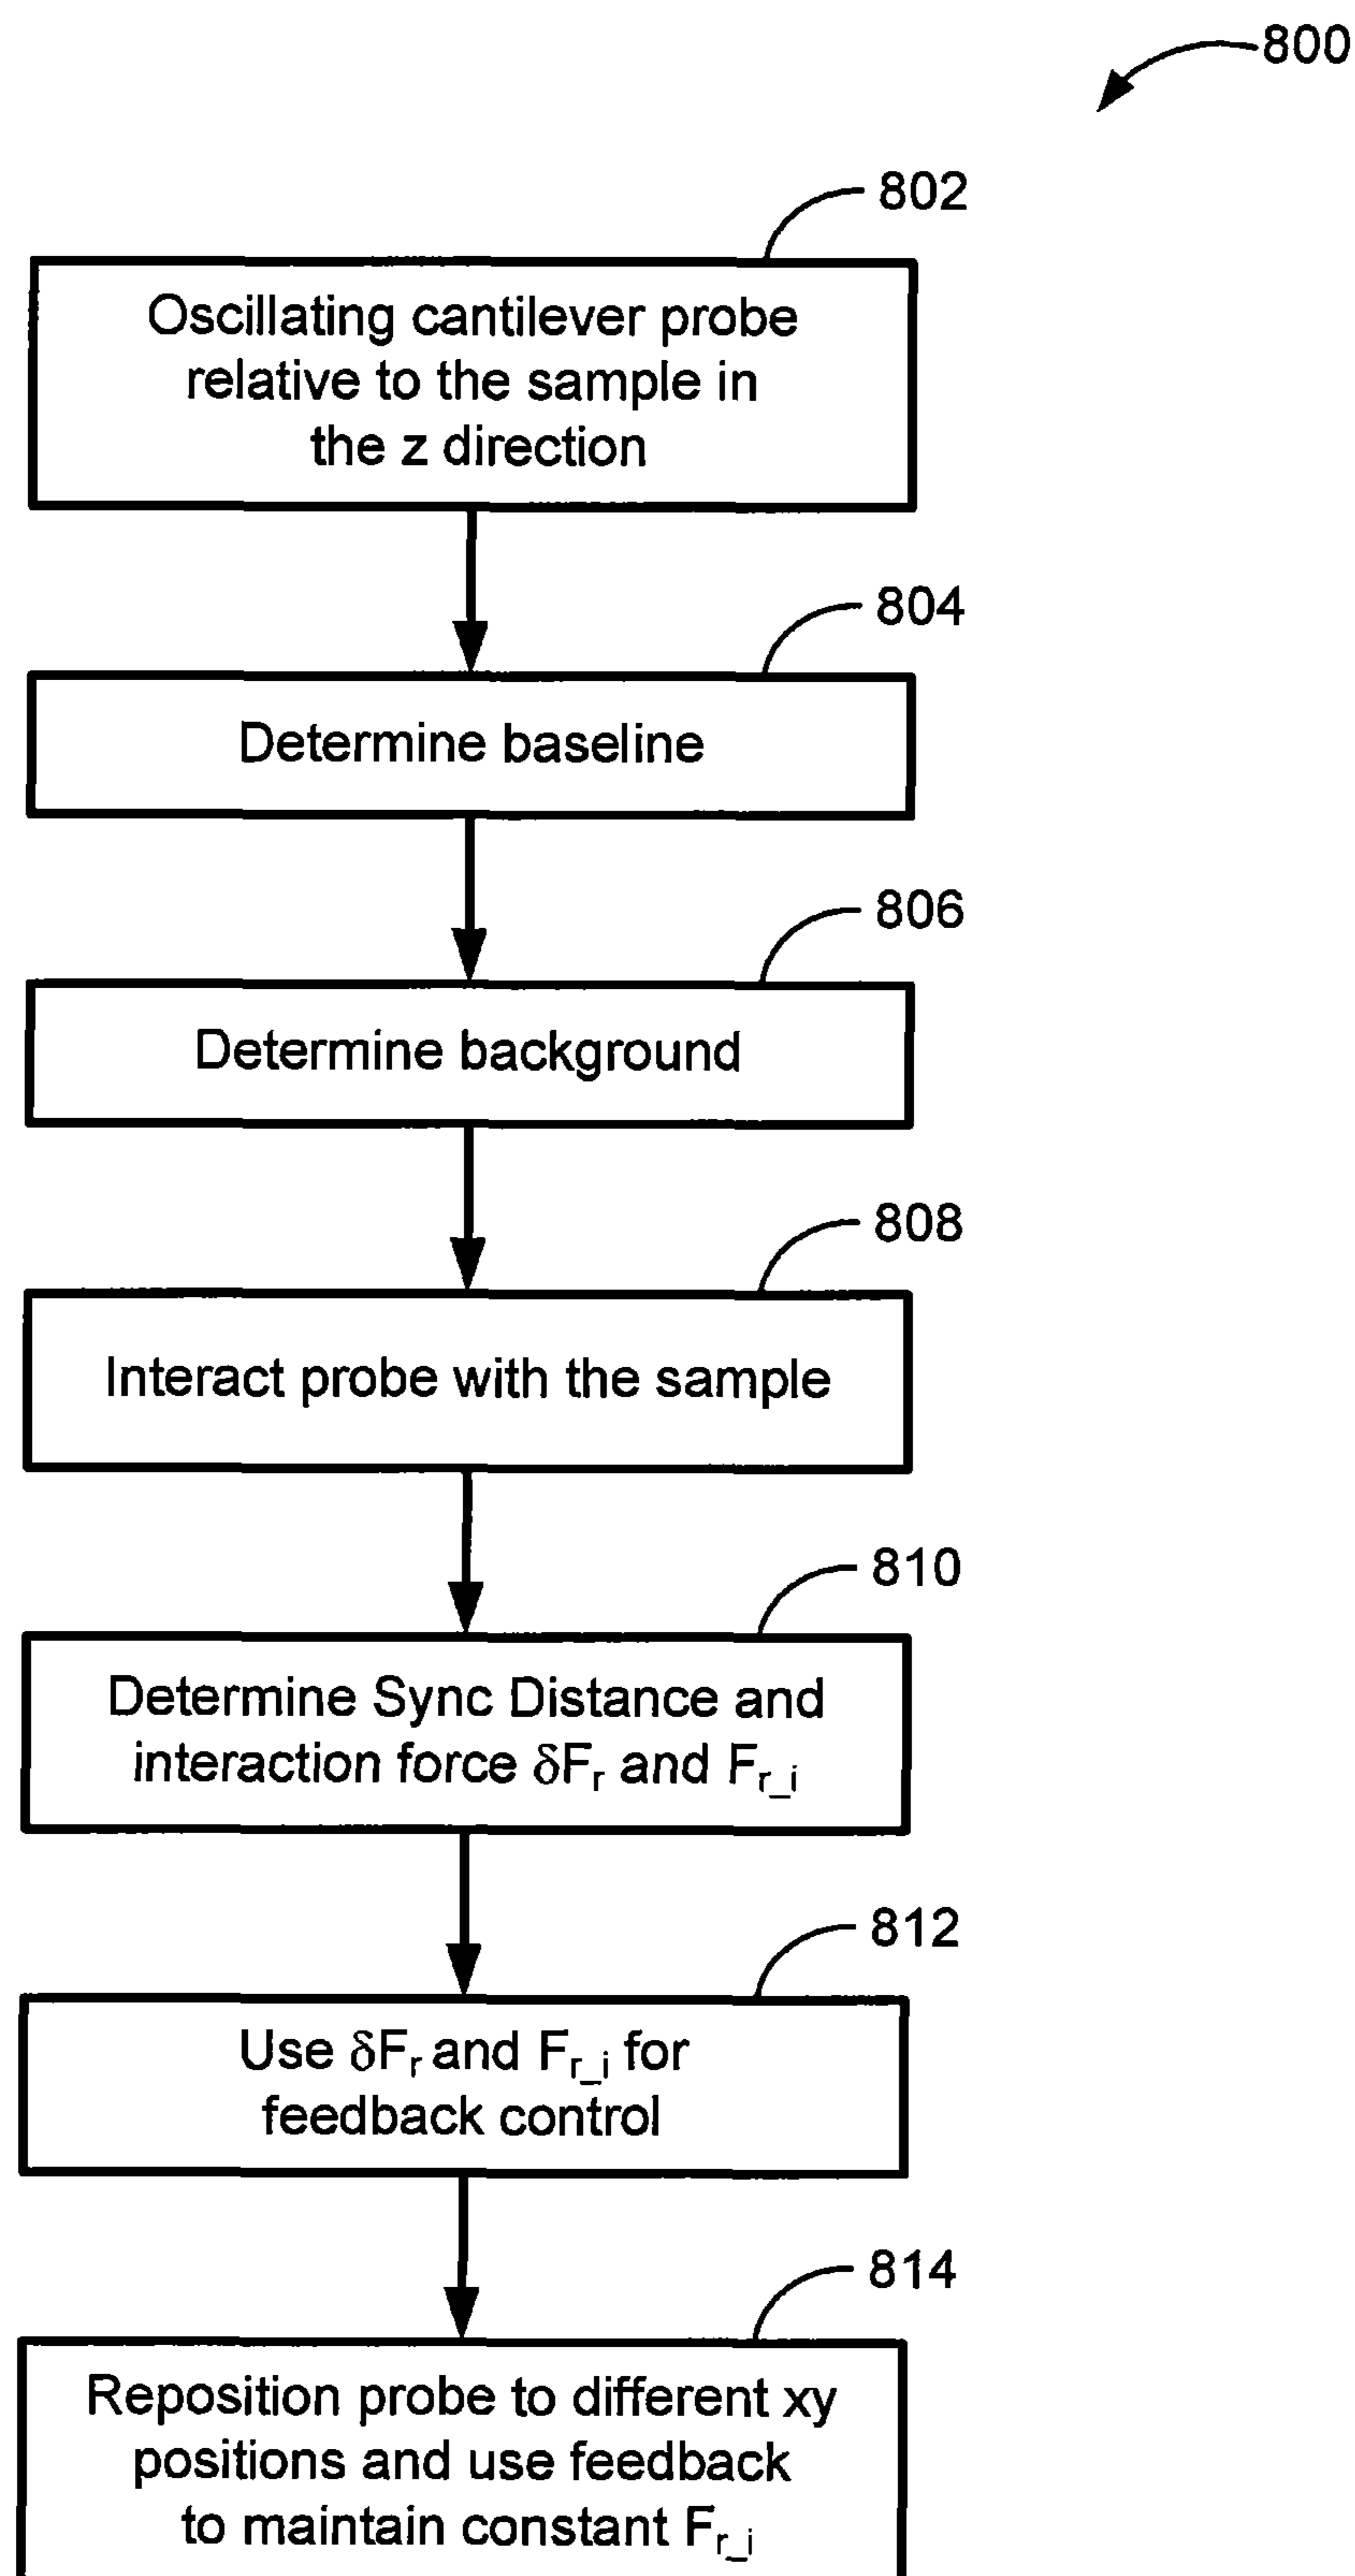 800
802
Oscillating cantilever probe
relative to the sample in
the z direction
804
Determine baseline
806
Determine background
808
Interact probe with the sample
810
Determine Sync Distance and
interaction force δFr and Fr_i
812
Use δFr and Fr_i for
feedback control
814
Reposition probe to different xy
positions and use feedback
to maintain constant Fr_i